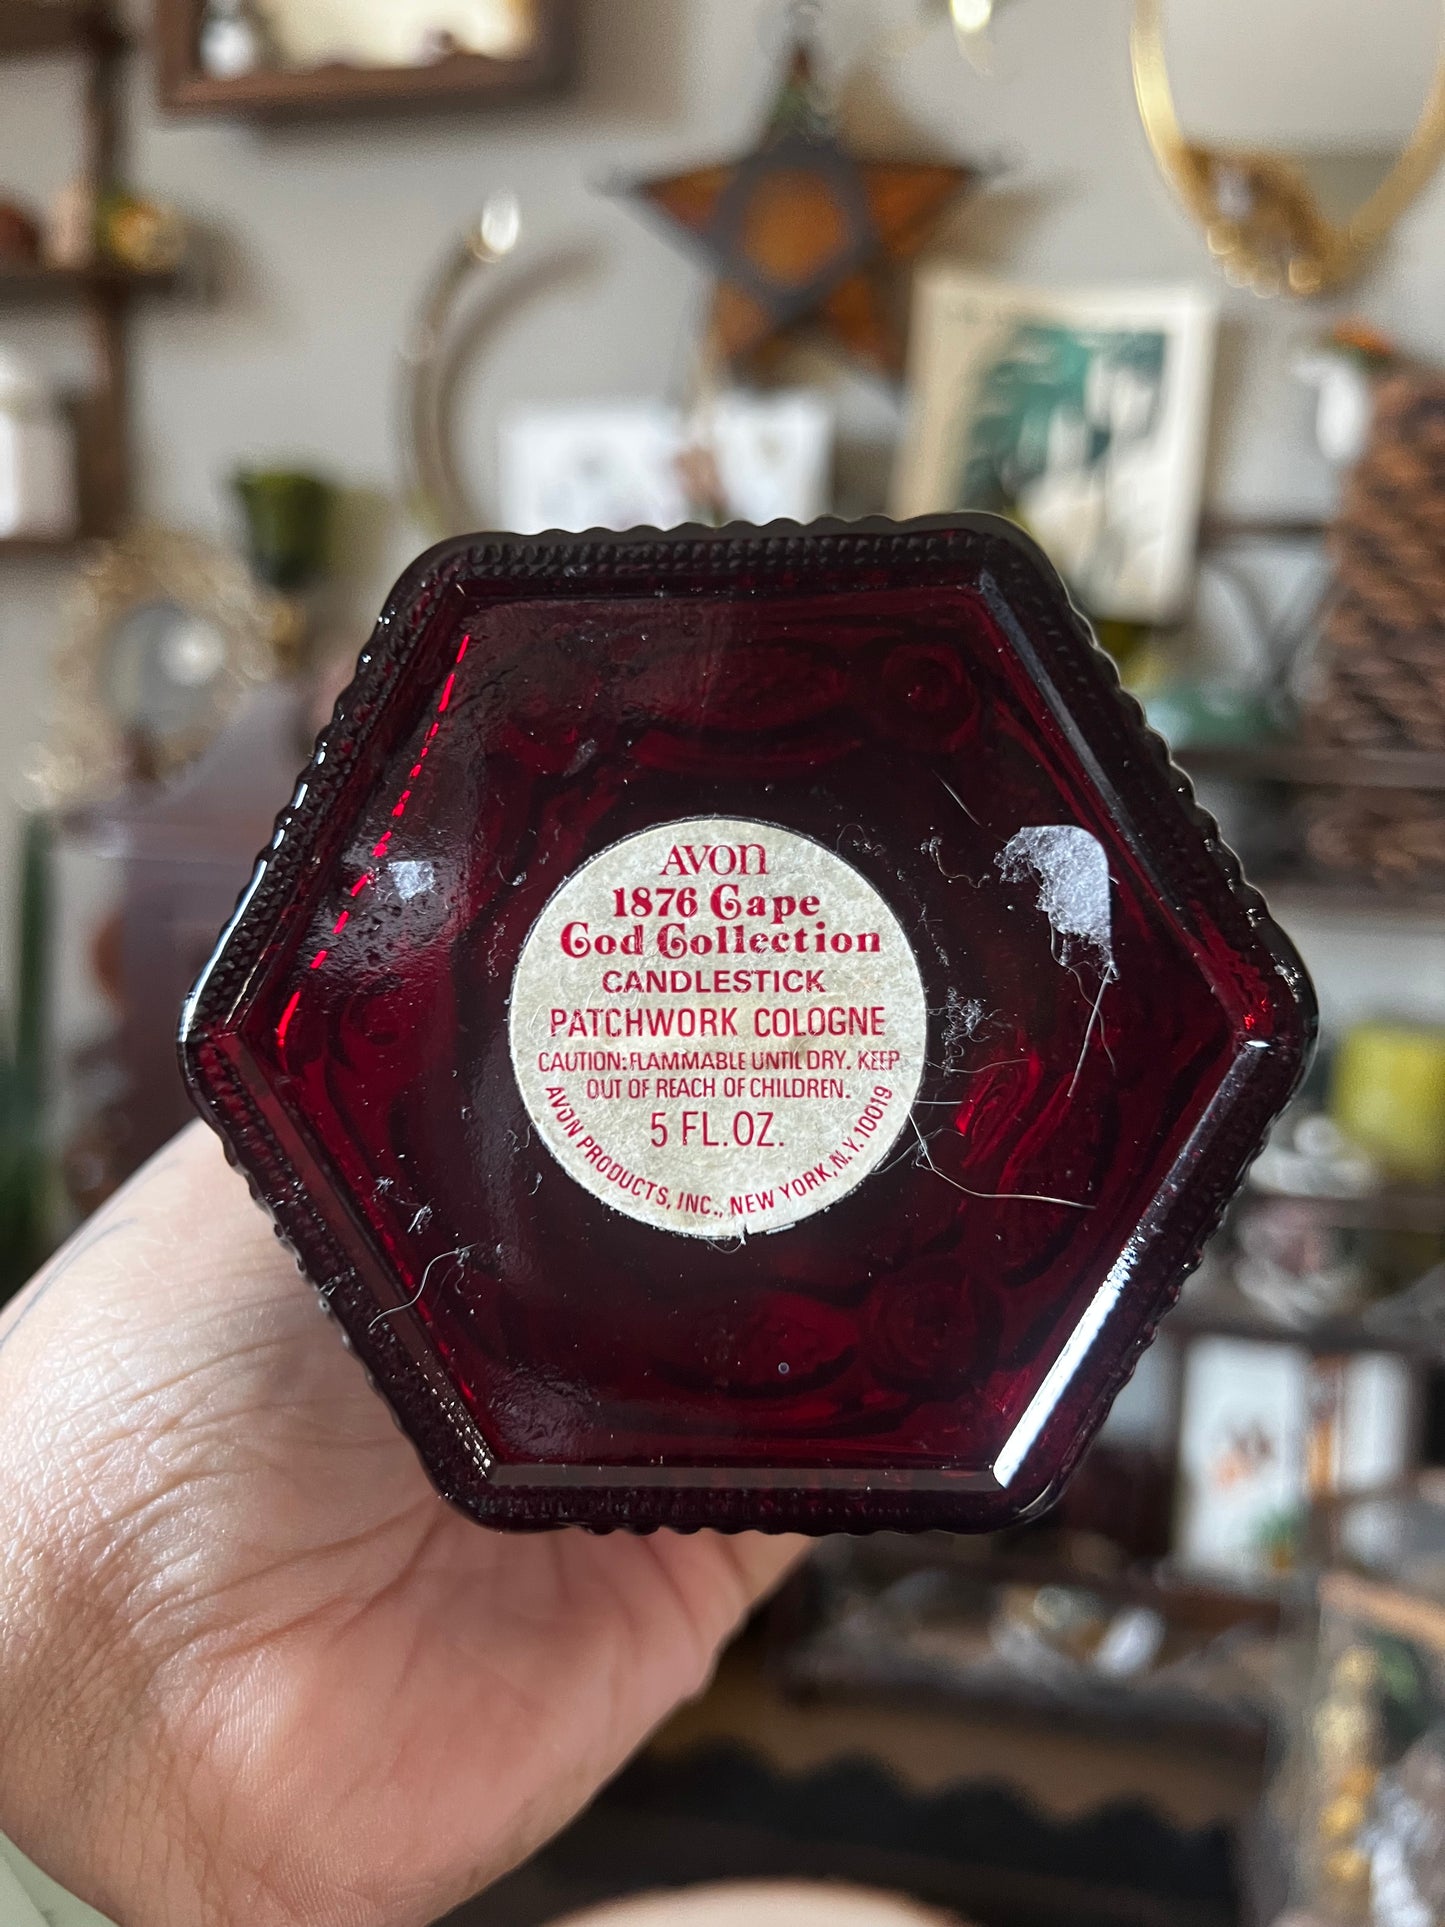 AVON
1876 Cape
Cod Collection
CANDLESTICK
PATCHWORK COLOGNE
CAUTION: FLAMMABLE UNTIL DRY. KEEP
OUT OF REACH OF CHILDREN.
5 FL.OZ.
AVON PRODUCTS, INC., NEW YORK, N.Y. 10019